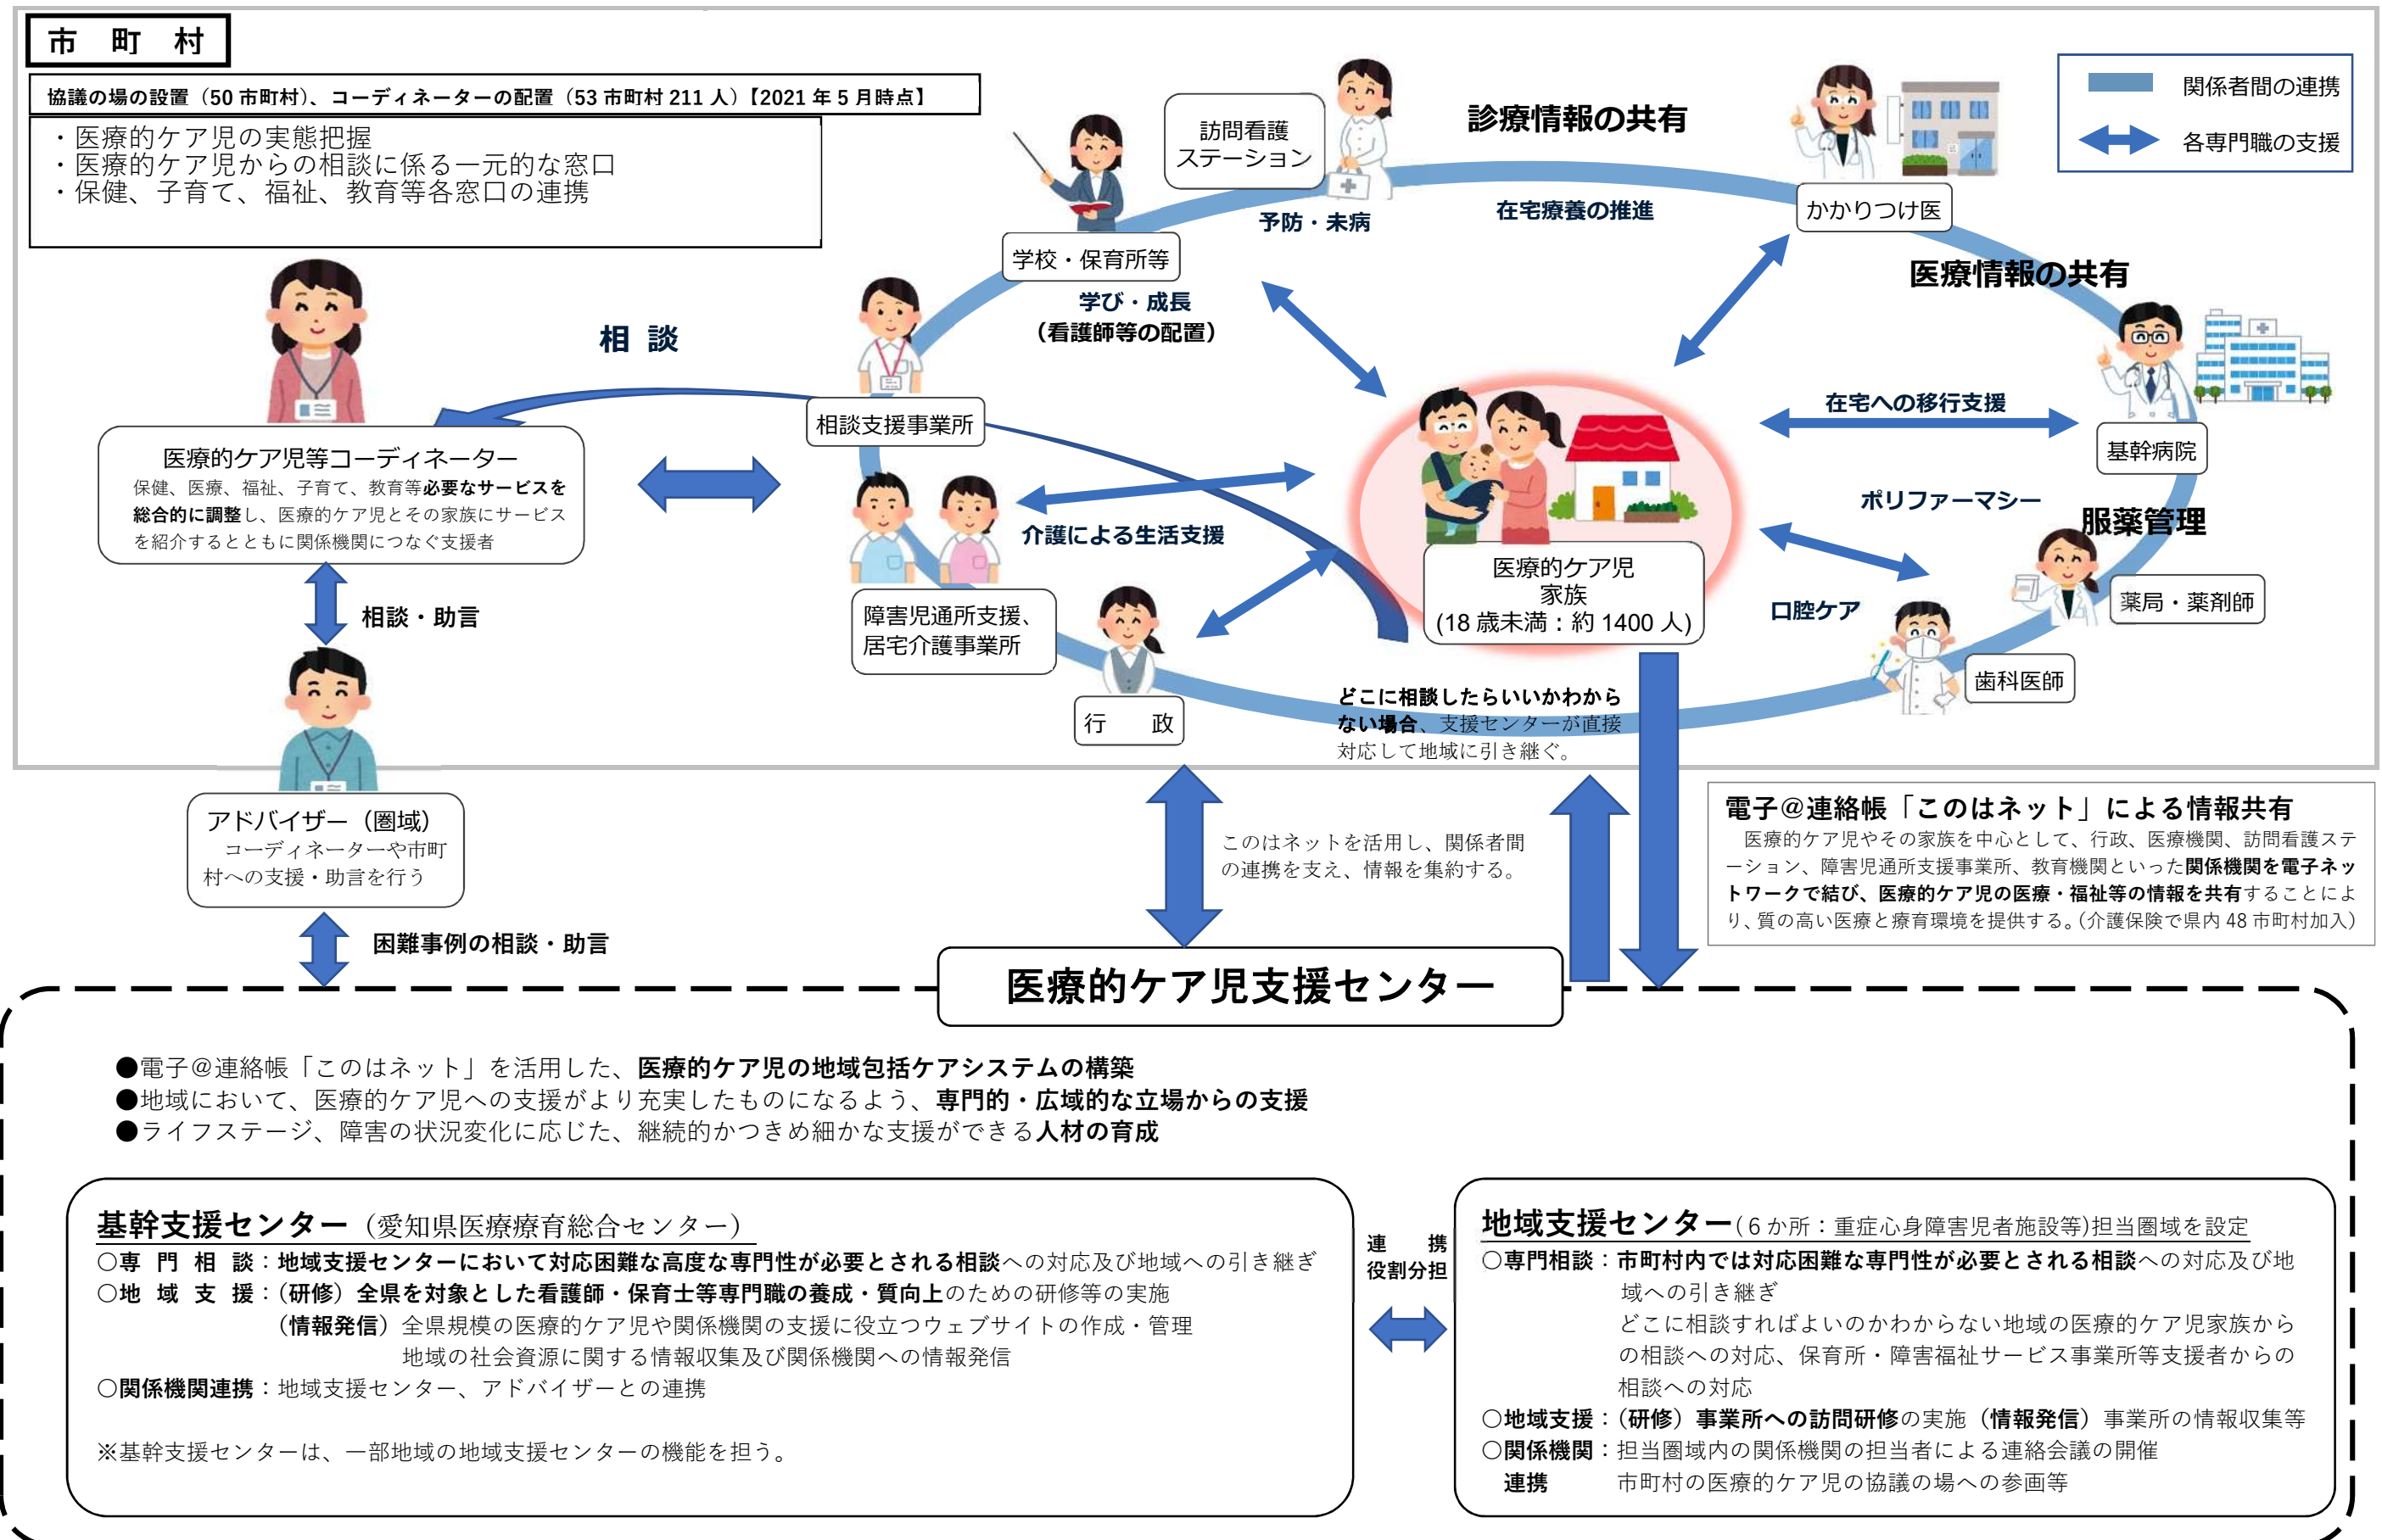 市　町　村
協議の場の設置（50 市町村）、コーディネーターの配置（53 市町村 211 人）【2021 年 5 月時点】
・医療的ケア児の実態把握
・医療的ケア児からの相談に係る一元的な窓口
・保健、子育て、福祉、教育等各窓口の連携
関係者間の連携
各専門職の支援
訪問看護
ステーション
診療情報の共有
かかりつけ医
予防・未病
在宅療養の推進
学校・保育所等
学び・成長
（看護師等の配置）
医療情報の共有
相 談
相談支援事業所
在宅への移行支援
基幹病院
医療的ケア児等コーディネーター
保健、医療、福祉、子育て、教育等必要なサービスを
総合的に調整し、医療的ケア児とその家族にサービス
を紹介するとともに関係機関につなぐ支援者
介護による生活支援
ポリファーマシー
服薬管理
医療的ケア児
家族
(18 歳未満：約 1400 人)
薬局・薬剤師
口腔ケア
歯科医師
障害児通所支援、
居宅介護事業所
相談・助言
行　政
どこに相談したらいいかわから
ない場合、支援センターが直接
対応して地域に引き継ぐ。
アドバイザー（圏域）
コーディネーターや市町
村への支援・助言を行う
このはネットを活用し、関係者間
の連携を支え、情報を集約する。
電子＠連絡帳「このはネット」による情報共有
医療的ケア児やその家族を中心として、行政、医療機関、訪問看護ステ
ーション、障害児通所支援事業所、教育機関といった関係機関を電子ネッ
トワークで結び、医療的ケア児の医療・福祉等の情報を共有することによ
り、質の高い医療と療育環境を提供する。（介護保険で県内 48 市町村加入）
困難事例の相談・助言
医療的ケア児支援センター
●電子＠連絡帳「このはネット」を活用した、医療的ケア児の地域包括ケアシステムの構築
●地域において、医療的ケア児への支援がより充実したものになるよう、専門的・広域的な立場からの支援
●ライフステージ、障害の状況変化に応じた、継続的かつきめ細かな支援ができる人材の育成
基幹支援センター（愛知県医療療育総合センター）
○専 門 相 談：地域支援センターにおいて対応困難な高度な専門性が必要とされる相談への対応及び地域への引き継ぎ
○地 域 支 援：（研修）全県を対象とした看護師・保育士等専門職の養成・質向上のための研修等の実施
（情報発信）全県規模の医療的ケア児や関係機関の支援に役立つウェブサイトの作成・管理
地域の社会資源に関する情報収集及び関係機関への情報発信
○関係機関連携：地域支援センター、アドバイザーとの連携
※基幹支援センターは、一部地域の地域支援センターの機能を担う。
連　携
役割分担
地域支援センター(６か所：重症心身障害児者施設等)担当圏域を設定
○専門相談：市町村内では対応困難な専門性が必要とされる相談への対応及び地
域への引き継ぎ
どこに相談すればよいのかわからない地域の医療的ケア児家族から
の相談への対応、保育所・障害福祉サービス事業所等支援者からの
相談への対応
○地域支援：（研修）事業所への訪問研修の実施（情報発信）事業所の情報収集等
○関係機関：担当圏域内の関係機関の担当者による連絡会議の開催
連携　市町村の医療的ケア児の協議の場への参画等